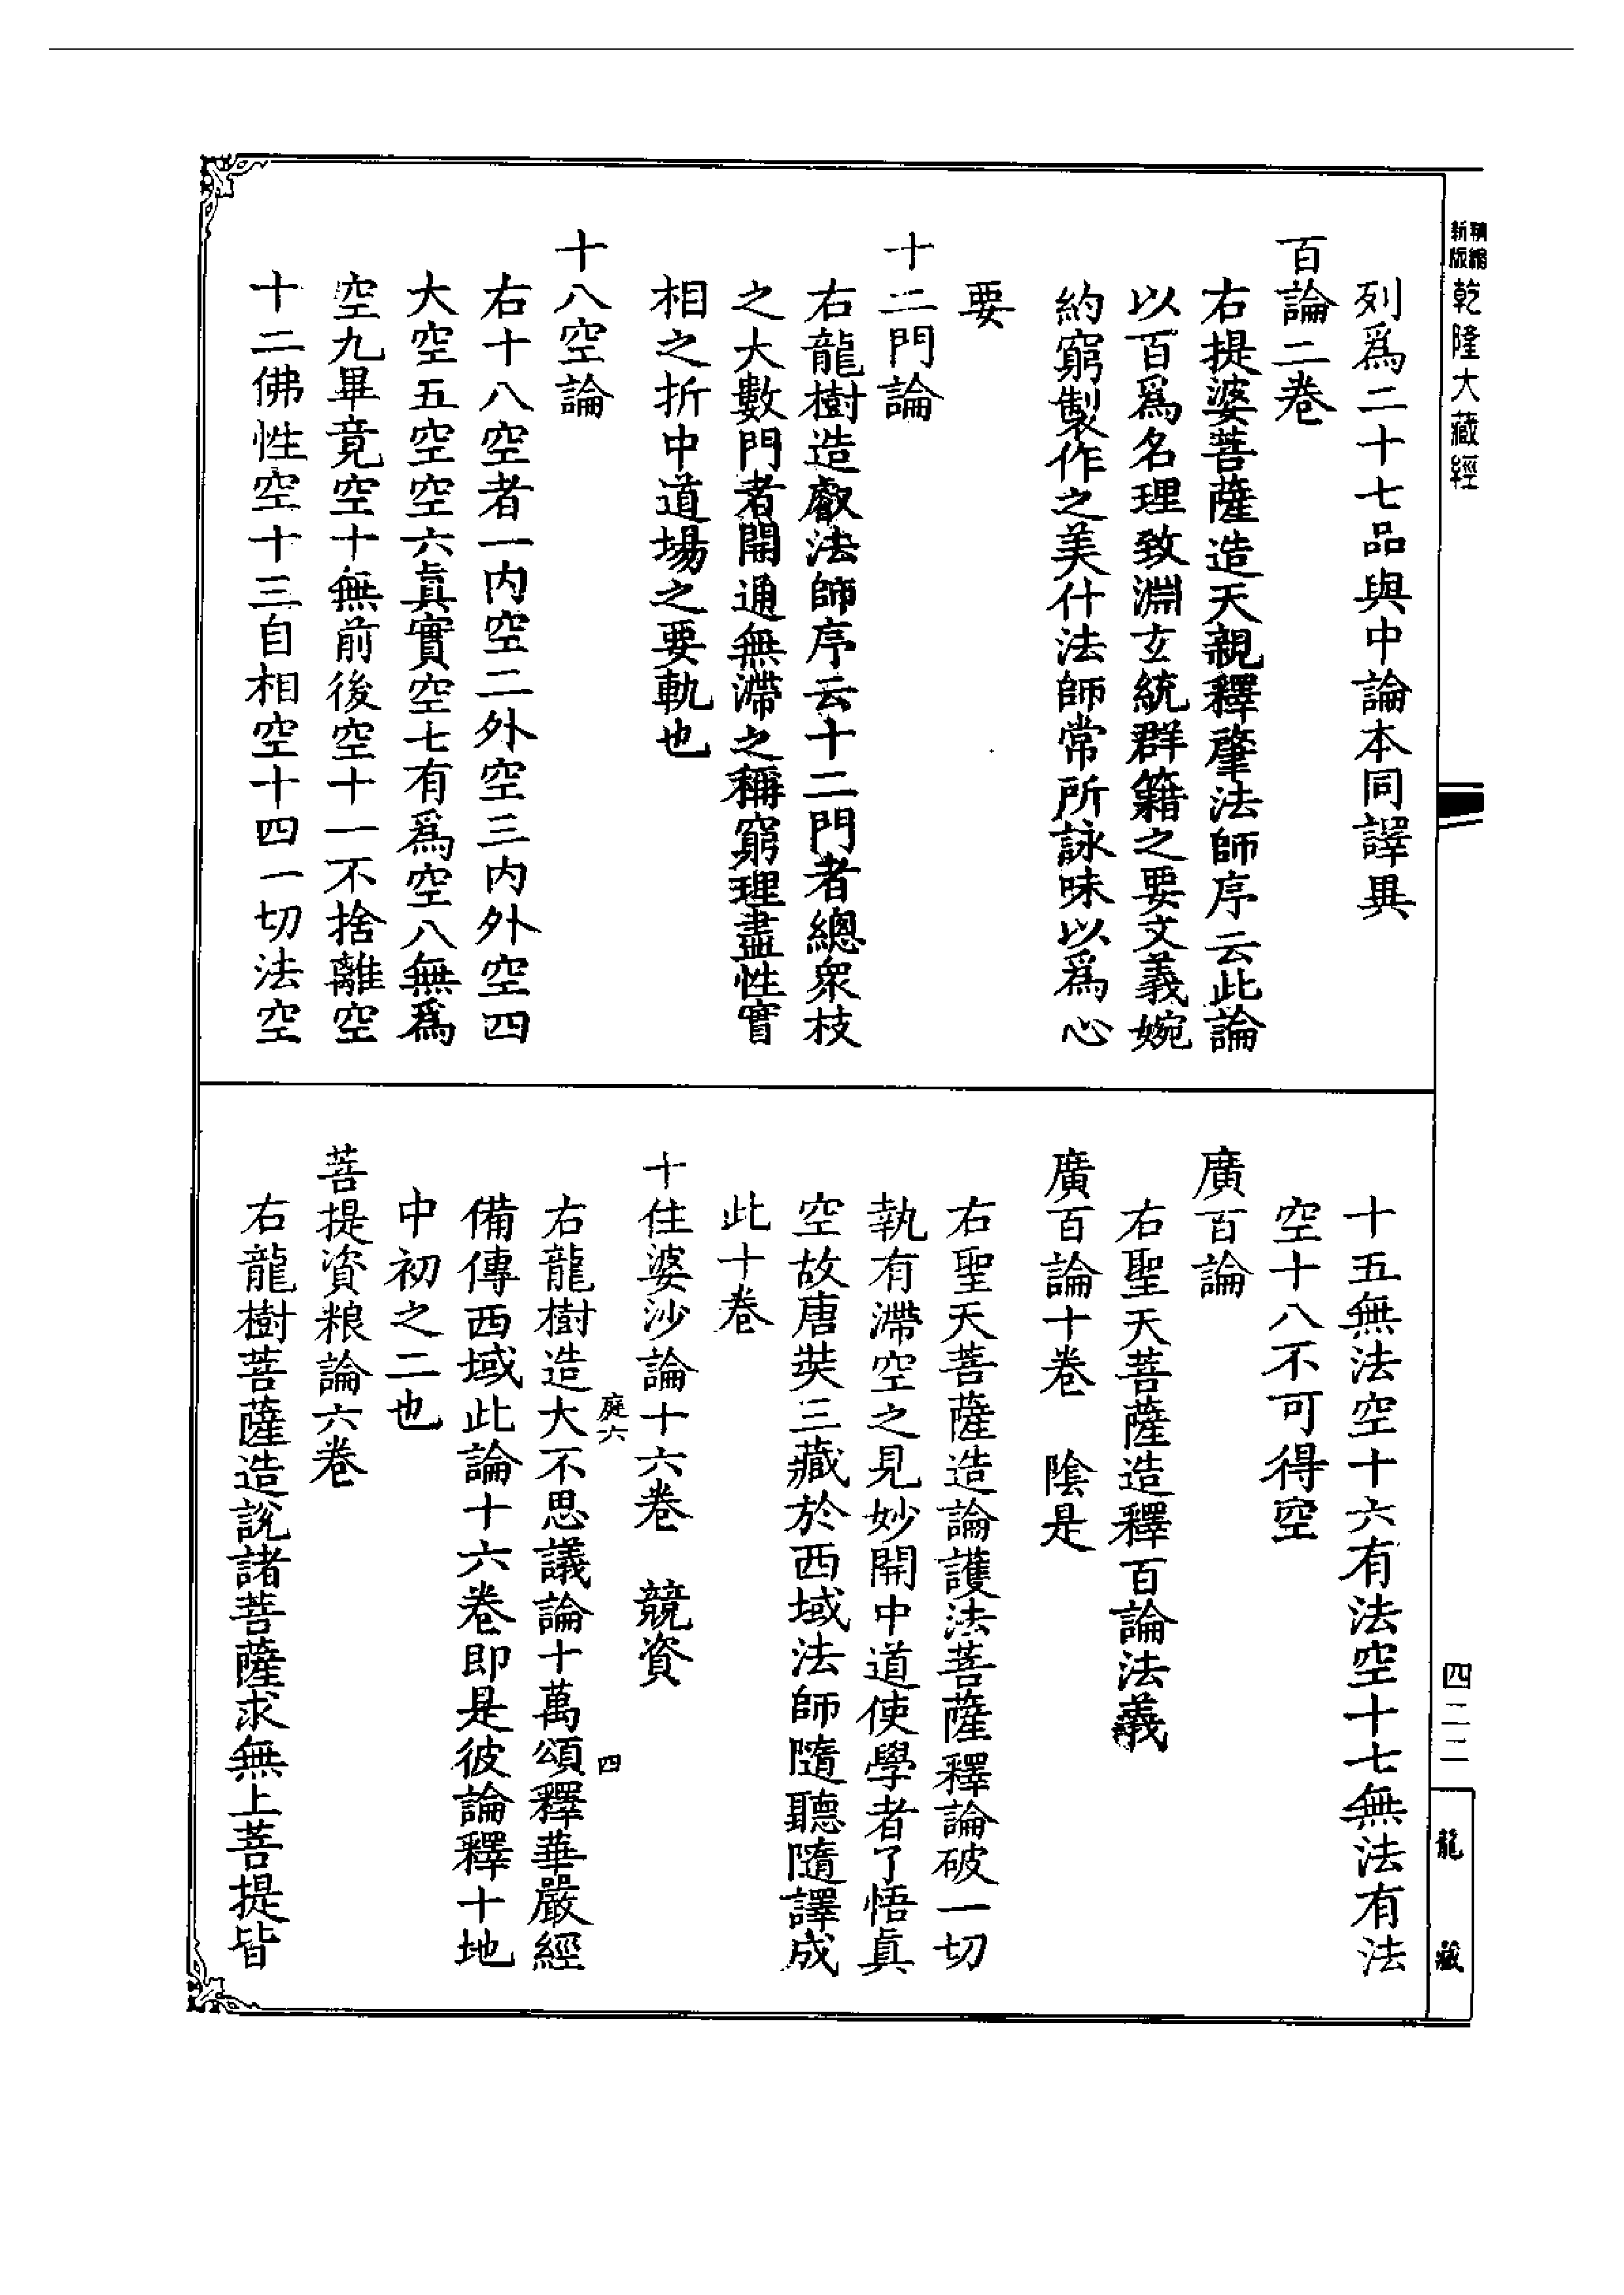 精縮
新版
乾隆大藏經
列爲二十七品與中論本同譯異
百論二卷
右提婆菩薩造天親釋肇法師序云此論
以百爲名理致淵玄統群籍之要文義婉
約窮製作之美什法師常所詠味以爲心
要
十二門論
右龍樹造叡法師序云十二門者總衆枝
之大數門者開通無滯之稱窮理盡性實
相之折中道場之要軌也
十八空論
右十八空者一内空二外空三内外空四
大空五空空六真實空七有爲空八無爲
空九畢竟空十無前後空十一不捨離空
十二佛性空十三自相空十四一切法空
十五無法空十六有法空十七無法有法
空十八不可得空
廣百論
右聖天菩薩造釋百論法義
廣百論十卷　陰是
右聖天菩薩造論護法菩薩釋論破一切
執有滯空之見妙開中道使學者了悟真
空故唐奘三藏於西域法師隨聽隨譯成
此十卷
十住婆沙論十六卷　競資
庭六
四
右龍樹造大不思議論十萬頌釋華嚴經
備傳西域此論十六卷即是彼論釋十地
中初之二也
菩提資粮論六卷
右龍樹菩薩造說諸菩薩求無上菩提皆
四二二
龍藏